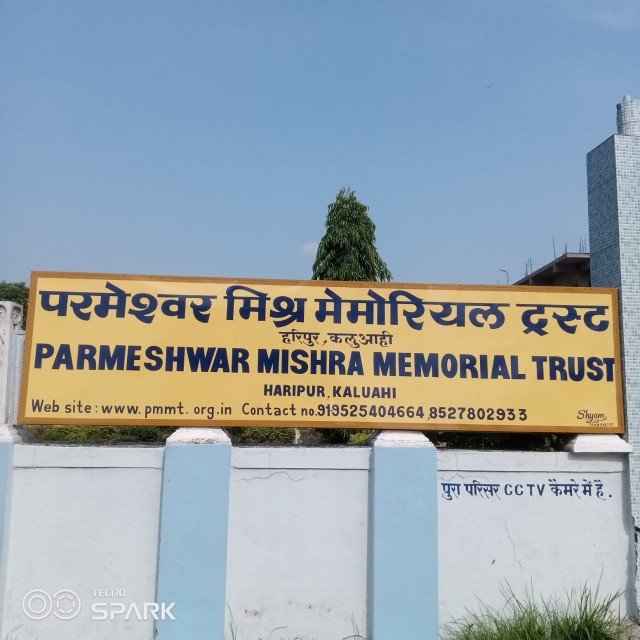 परमेश्वर मिश्र मेमोरियल ट्रस्ट
हरिपुर, कलुआही
PARMESHWAR MISHRA MEMORIAL TRUST
HARIPUR, KALUAHI
Web site: www. pmmt. org.in Contact no.919525404664,8527802933
Shyam
पुरा परिसर CCTV कैमरे में है.
TECNO
SPARK